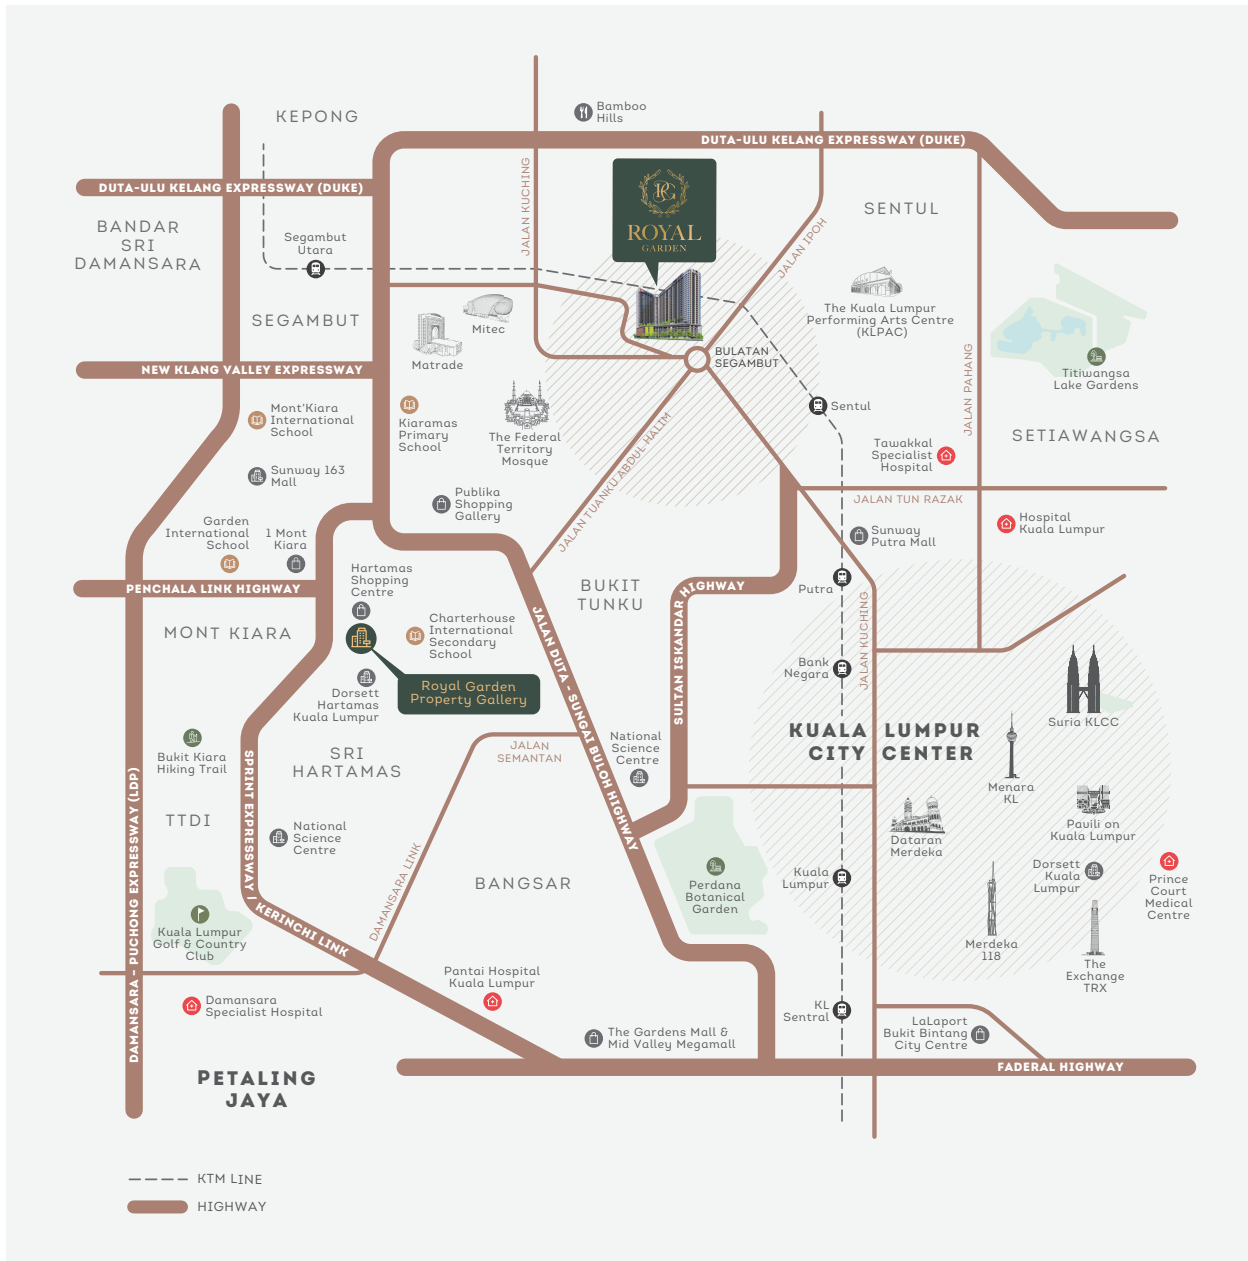 KEPONG
Bamboo
Hills
DUTA-ULU KELANG EXPRESSWAY (DUKE)
DUTA-ULU KELANG EXPRESSWAY (DUKE)
JALAN KUCHING
RG
ROYAL
GARDEN
JALAN IPOH
SENTUL
BANDAR
SRI
DAMANSARA
Segambut
Utara
SEGAMBUT
Mitec
Matrade
The Kuala Lumpur
Performing Arts Centre
(KLPAC)
BULATAN
SEGAMBUT
JALAN PAHANG
Titiwangsa
Lake Gardens
NEW KLANG VALLEY EXPRESSWAY
Mont'Kiara
International
School
Kiaramas
Primary
School
The Federal
Territory
Mosque
JALAN TUANKU ABDUL HALIM
Sentul
SETIAWANGSA
Tawakkal
Specialist
Hospital
Sunway 163
Mall
Publika
Shopping
Gallery
JALAN TUN RAZAK
Garden
International
School
1 Mont
Kiara
Sunway
Putra Mall
Hospital
Kuala Lumpur
PENCHALA LINK HIGHWAY
Hartamas
Shopping
Centre
BUKIT
TUNKU
SULTAN ISKANDAR HIGHWAY
Putra
JALAN KUCHING
MONT KIARA
Charterhouse
International
Secondary
School
JALAN DUTA - SUNGAI BULOH HIGHWAY
Bank
Negara
Royal Garden
Property Gallery
Dorsett
Hartamas
Kuala Lumpur
Suria KLCC
KUALA LUMPUR
CITY CENTER
Bukit Kiara
Hiking Trail
SRI
HARTAMAS
JALAN
SEMANTAN
National
Science
Centre
Menara
KL
DAMANSARA - PUCHONG EXPRESSWAY (LDP)
SPRINT EXPRESSWAY / KERINCHI LINK
TTDI
National
Science
Centre
Dataran
Merdeka
Pavili on
Kuala Lumpur
DAMANSARA LINK
BANGSAR
Perdana
Botanical
Garden
Kuala
Lumpur
Dorsett
Kuala
Lumpur
Prince
Court
Medical
Centre
Kuala Lumpur
Golf & Country
Club
Merdeka
118
The
Exchange
TRX
Pantai Hospital
Kuala Lumpur
Damansara
Specialist Hospital
KL
Sentral
LaLaport
Bukit Bintang
City Centre
The Gardens Mall &
Mid Valley Megamall
FADERAL HIGHWAY
PETALING
JAYA
KTM LINE
HIGHWAY